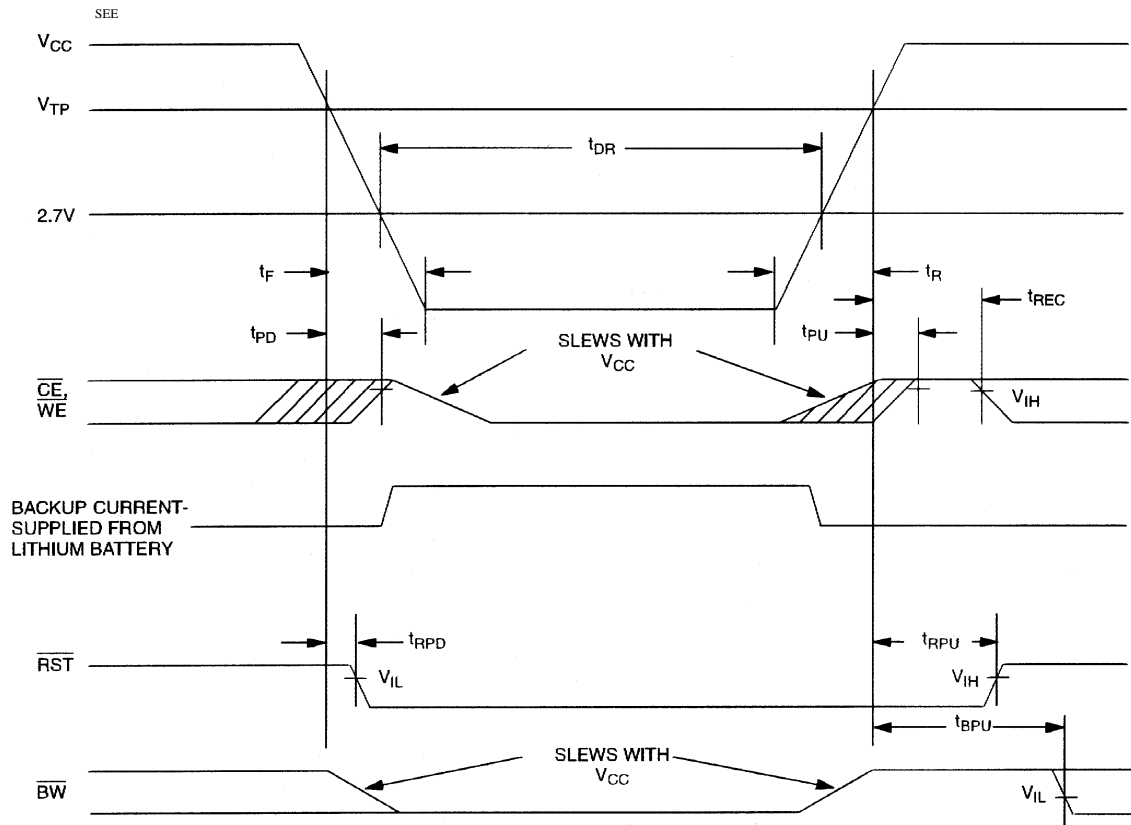 SEE
VCC
VTP
tDR
2.7V
tF
tR
tREC
tPD
SLEWS WITH
VCC
tPU
CE,
WE
VIH
BACKUP CURRENT-
SUPPLIED FROM
LITHIUM BATTERY
tRPD
tRPU
RST
VIL
VIH
tBPU
SLEWS WITH
VCC
BW
VIL